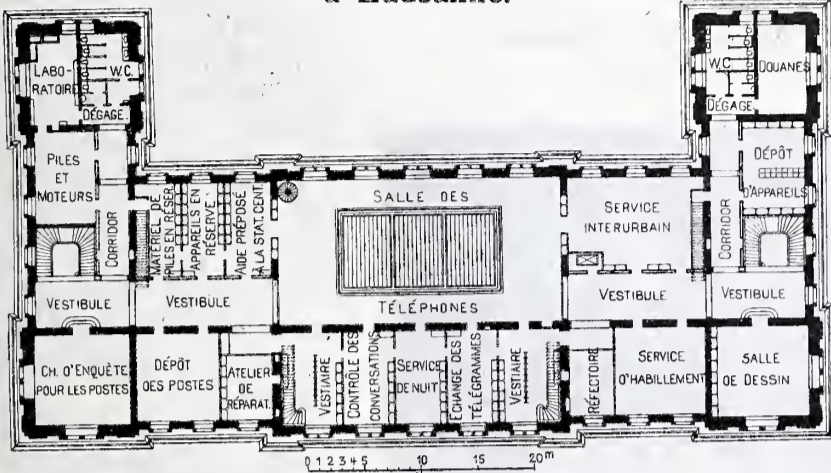 à Lausanne.
LABO-
RATOIRE
W.C.
DÉGAGE.
W.C.
DOUANES
DÉGAGE.
PILES
ET
MOTEURS
CORRIDOR
MATÉRIEL DE
PILES EN RÉSER.
APPAREILS EN
RÉSERVE
AIDE PRÉPOSÉ
À LA STAT. CENT.
SALLE DES
TÉLÉPHONES
SERVICE
INTERURBAIN
CORRIDOR
DÉPÔT
D'APPAREILS
VESTIBULE
VESTIBULE
VESTIBULE
VESTIBULE
CH. D'ENQUÊTE
POUR LES POSTES
DÉPÔT
DES POSTES
ATELIER
DE
RÉPARAT.
VESTIAIRE
CONTRÔLE DES
CONVERSATIONS
SERVICE
DE NUIT
ÉCHANGE DES
TÉLÉGRAMMES
VESTIAIRE
RÉFECTOIRE
SERVICE
D'HABILLEMENT
SALLE
DE DESSIN
0 1 2 3 4 5 10 15 20 m